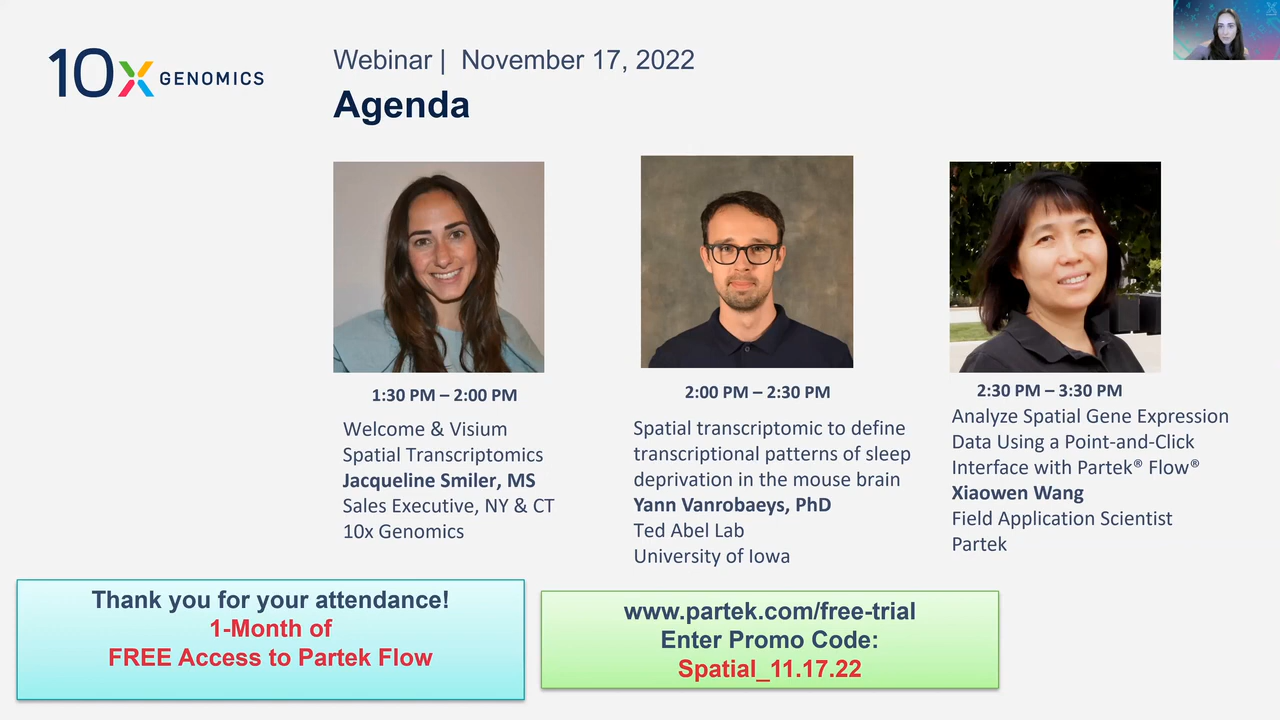 10x GENOMICS
Webinar | November 17, 2022
Agenda
1:30 PM – 2:00 PM
Welcome & Visium
Spatial Transcriptomics
Jacqueline Smiler, MS
Sales Executive, NY & CT
10x Genomics
2:00 PM – 2:30 PM
Spatial transcriptomic to define
transcriptional patterns of sleep
deprivation in the mouse brain
Yann Vanrobaeys, PhD
Ted Abel Lab
University of Iowa
2:30 PM – 3:30 PM
Analyze Spatial Gene Expression
Data Using a Point-and-Click
Interface with Partek® Flow®
Xiaowen Wang
Field Application Scientist
Partek
Thank you for your attendance!
1-Month of
FREE Access to Partek Flow
www.partek.com/free-trial
Enter Promo Code:
Spatial_11.17.22